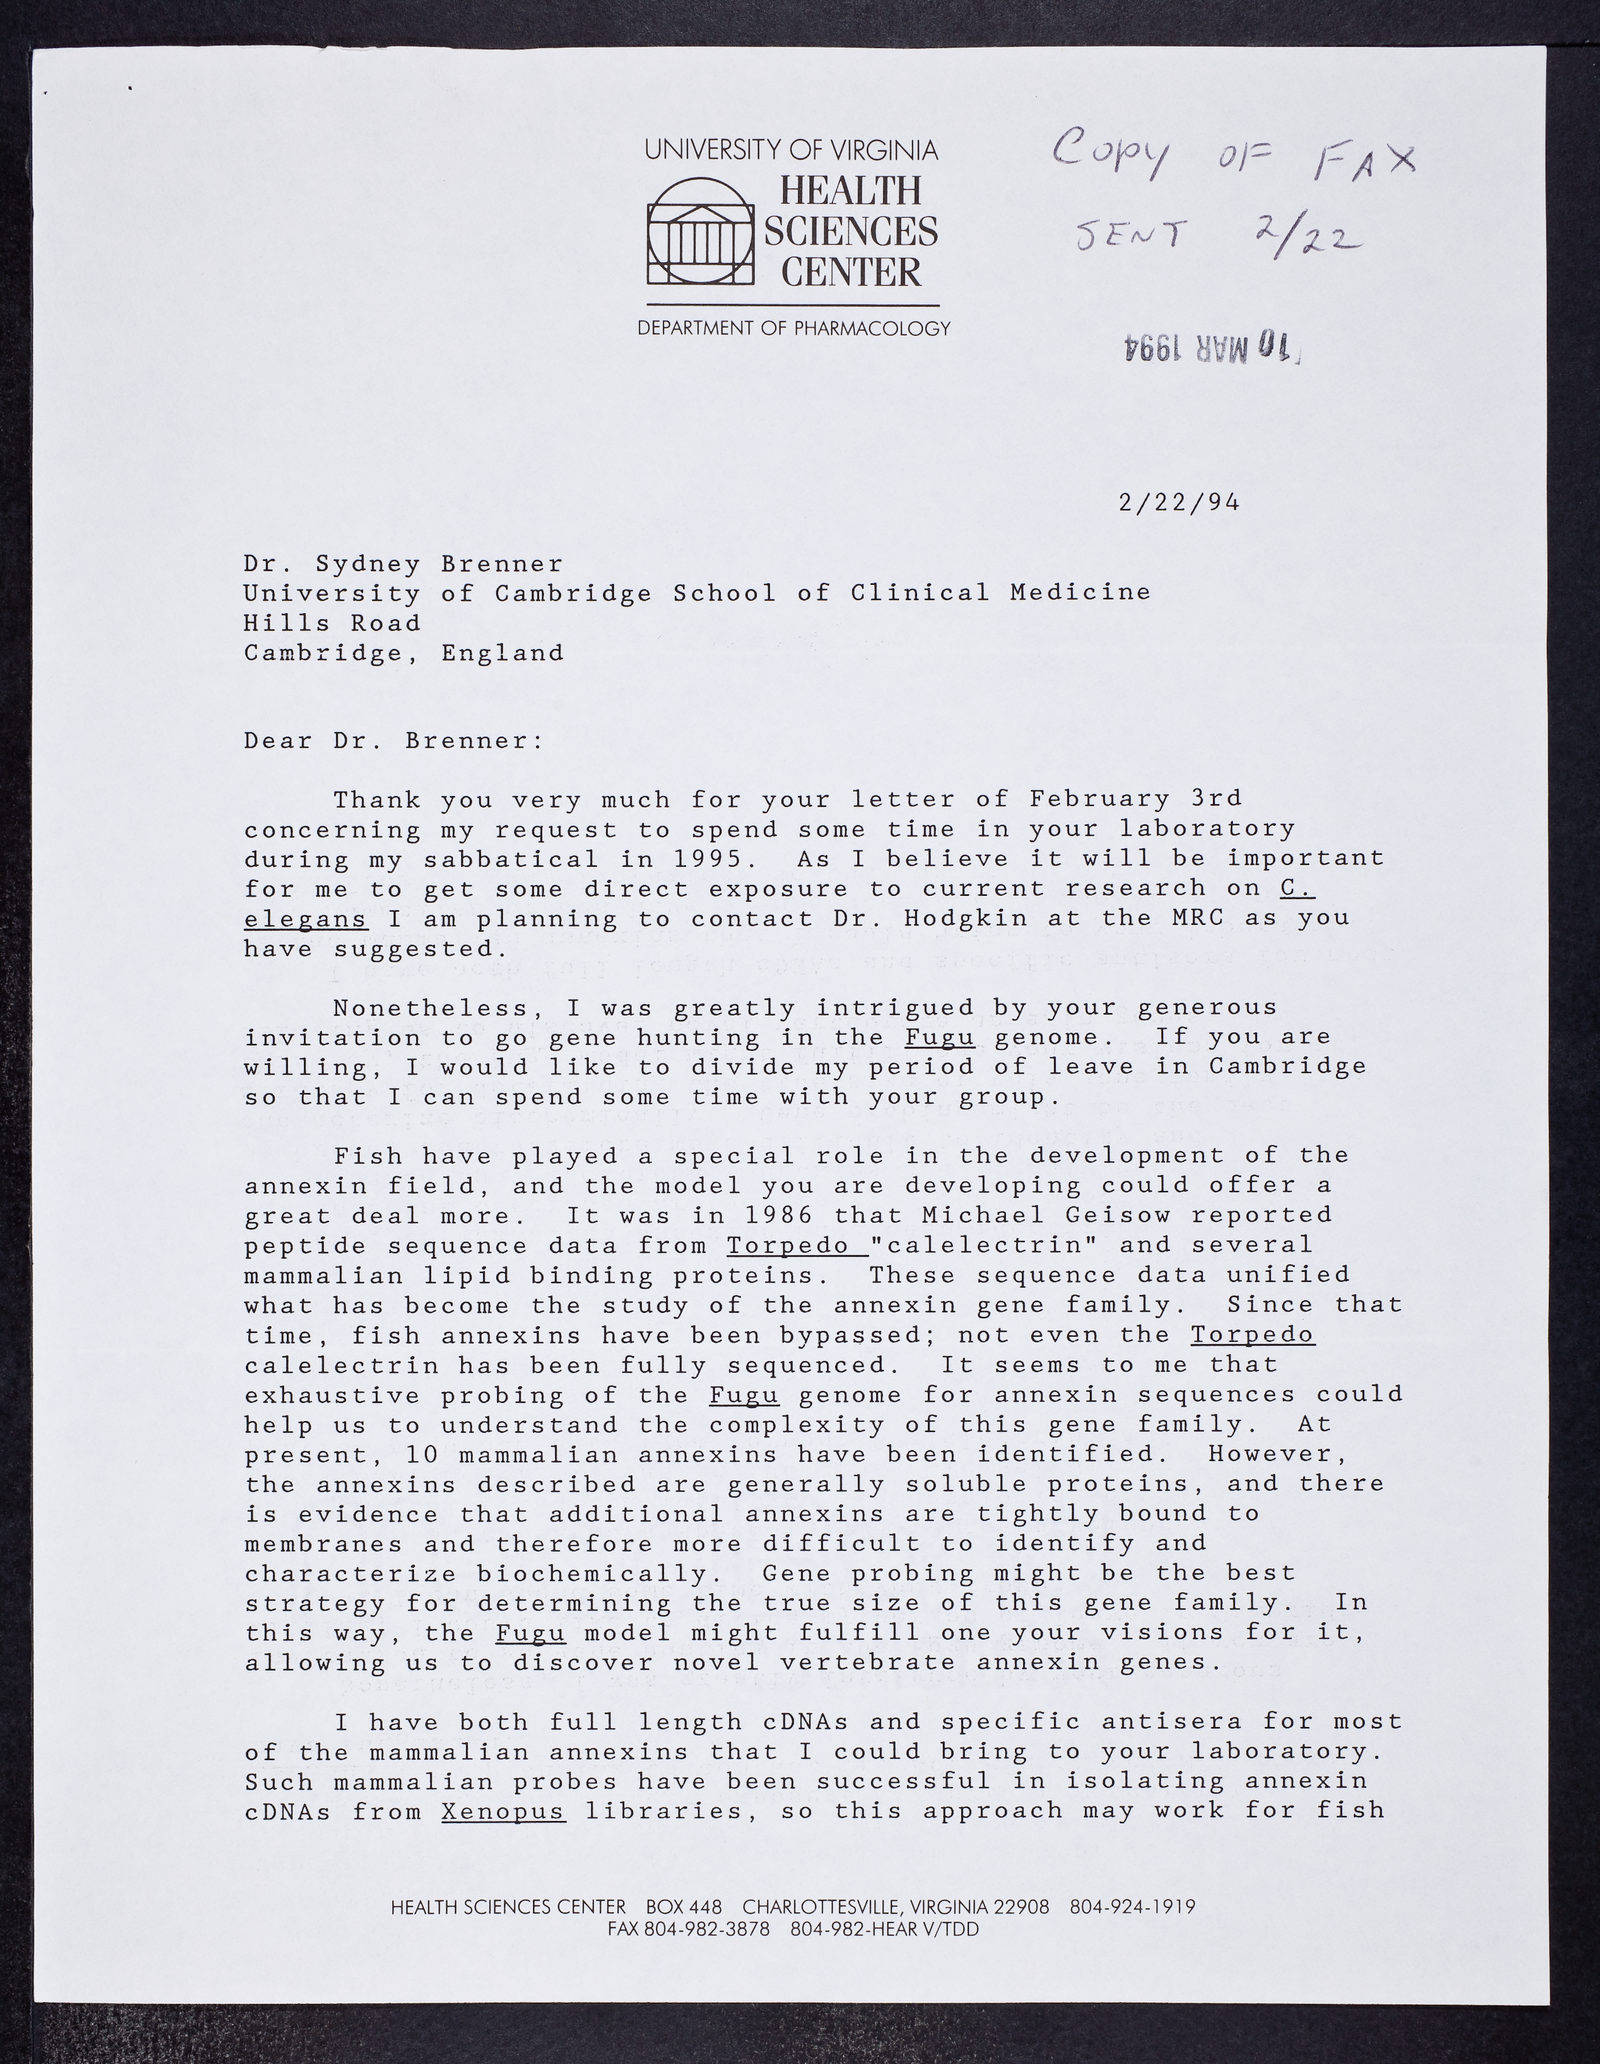 UNIVERSITY OF VIRGINIA
HEALTH
SCIENCES
CENTER
DEPARTMENT OF PHARMACOLOGY
Copy OF FAX
SENT 2/22
10 MAR 1994
2/22/94
Dr. Sydney Brenner
University of Cambridge School of Clinical Medicine
Hills Road
Cambridge, England
Dear Dr. Brenner:
Thank you very much for your letter of February 3rd
concerning my request to spend some time in your laboratory
during my sabbatical in 1995. As I believe it will be important
for me to get some direct exposure to current research on C.
elegans I am planning to contact Dr. Hodgkin at the MRC as you
have suggested.
Nonetheless, I was greatly intrigued by your generous
invitation to go gene hunting in the Fugu genome. If you are
willing, I would like to divide my period of leave in Cambridge
so that I can spend some time with your group.
Fish have played a special role in the development of the
annexin field, and the model you are developing could offer a
great deal more. It was in 1986 that Michael Geisow reported
peptide sequence data from Torpedo "calelectrin" and several
mammalian lipid binding proteins. These sequence data unified
what has become the study of the annexin gene family. Since that
time, fish annexins have been bypassed; not even the Torpedo
calelectrin has been fully sequenced. It seems to me that
exhaustive probing of the Fugu genome for annexin sequences could
help us to understand the complexity of this gene family. At
present, 10 mammalian annexins have been identified. However,
the annexins described are generally soluble proteins, and there
is evidence that additional annexins are tightly bound to
membranes and therefore more difficult to identify and
characterize biochemically. Gene probing might be the best
strategy for determining the true size of this gene family. In
this way, the Fugu model might fulfill one your visions for it,
allowing us to discover novel vertebrate annexin genes.
I have both full length cDNAs and specific antisera for most
of the mammalian annexins that I could bring to your laboratory.
Such mammalian probes have been successful in isolating annexin
cDNAs from Xenopus libraries, so this approach may work for fish
HEALTH SCIENCES CENTER BOX 448 CHARLOTTESVILLE, VIRGINIA 22908 804-924-1919
FAX 804-982-3878 804-982-HEAR V/TDD